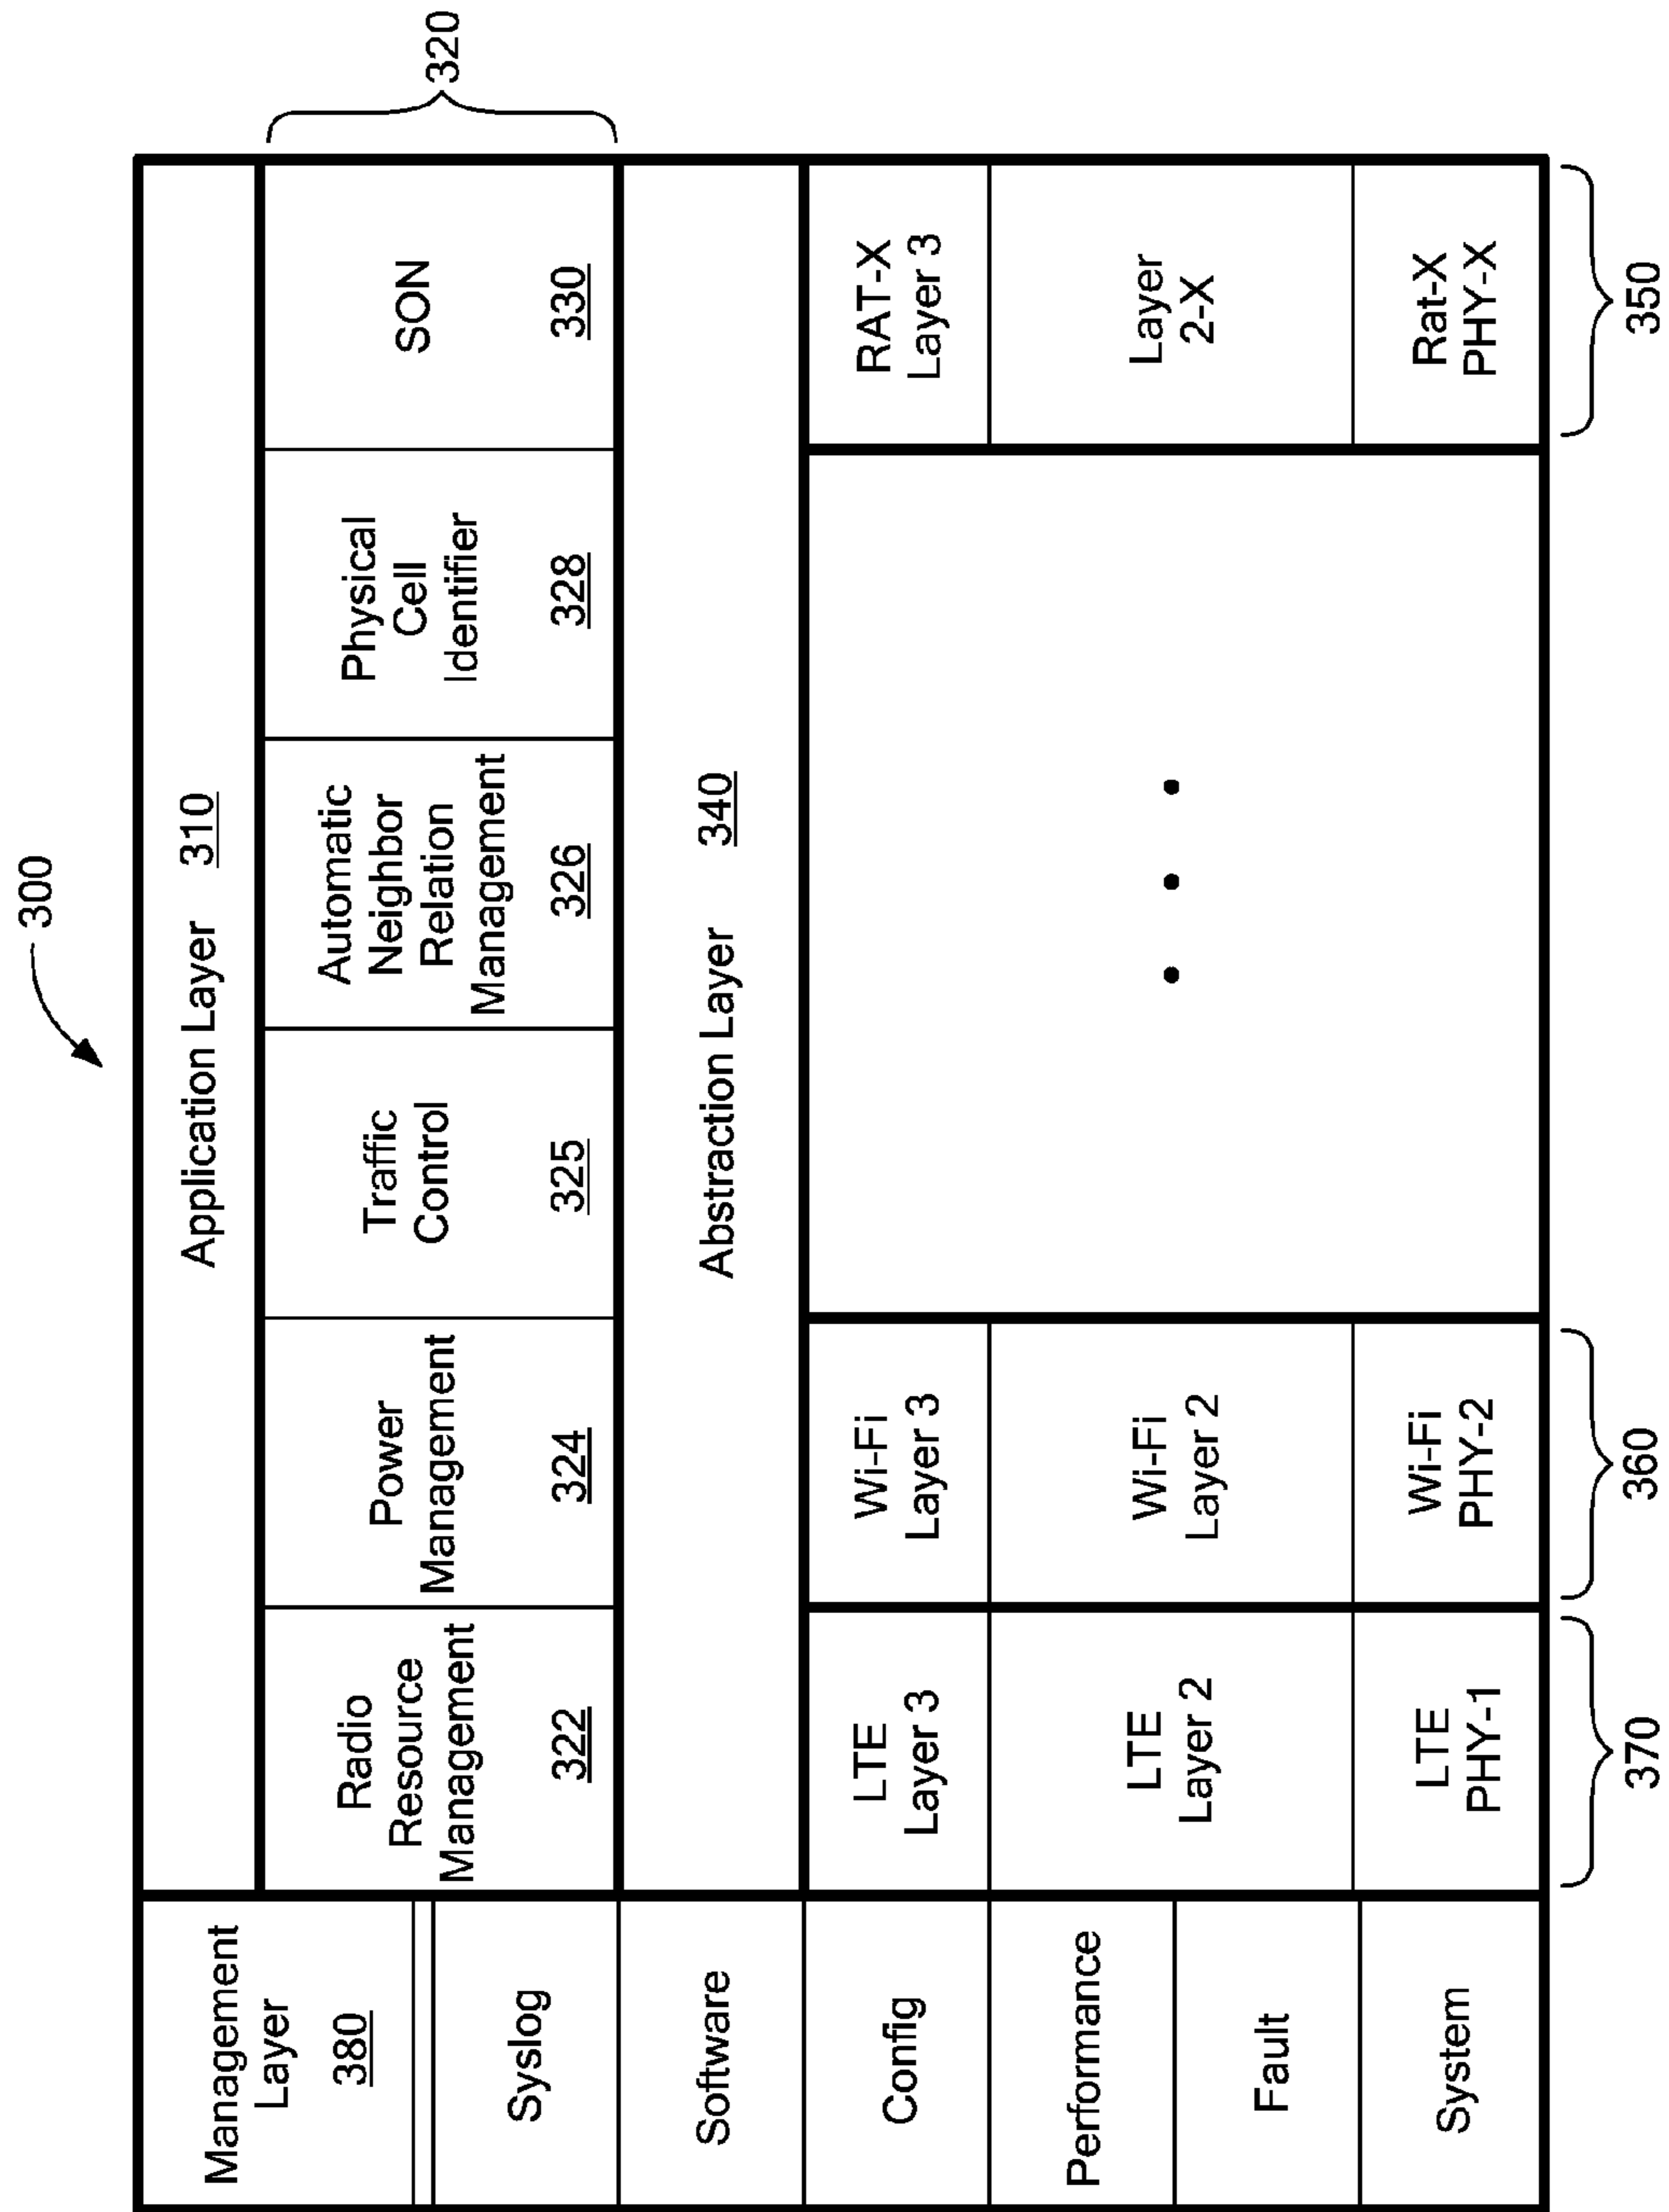 300
Management
Layer
380
Syslog
Software
Config
Performance
Fault
System
Application Layer 310
Radio
Resource
Management
322
Power
Management
324
Traffic
Control
325
Automatic
Neighbor
Relation
Management
326
Physical
Cell
Identifier
328
SON
330
320
Abstraction Layer 340
LTE
Layer 3
LTE
Layer 2
LTE
PHY-1
370
Wi-Fi
Layer 3
Wi-Fi
Layer 2
Wi-Fi
PHY-2
360
• • •
RAT-X
Layer 3
Layer
2-X
Rat-X
PHY-X
350